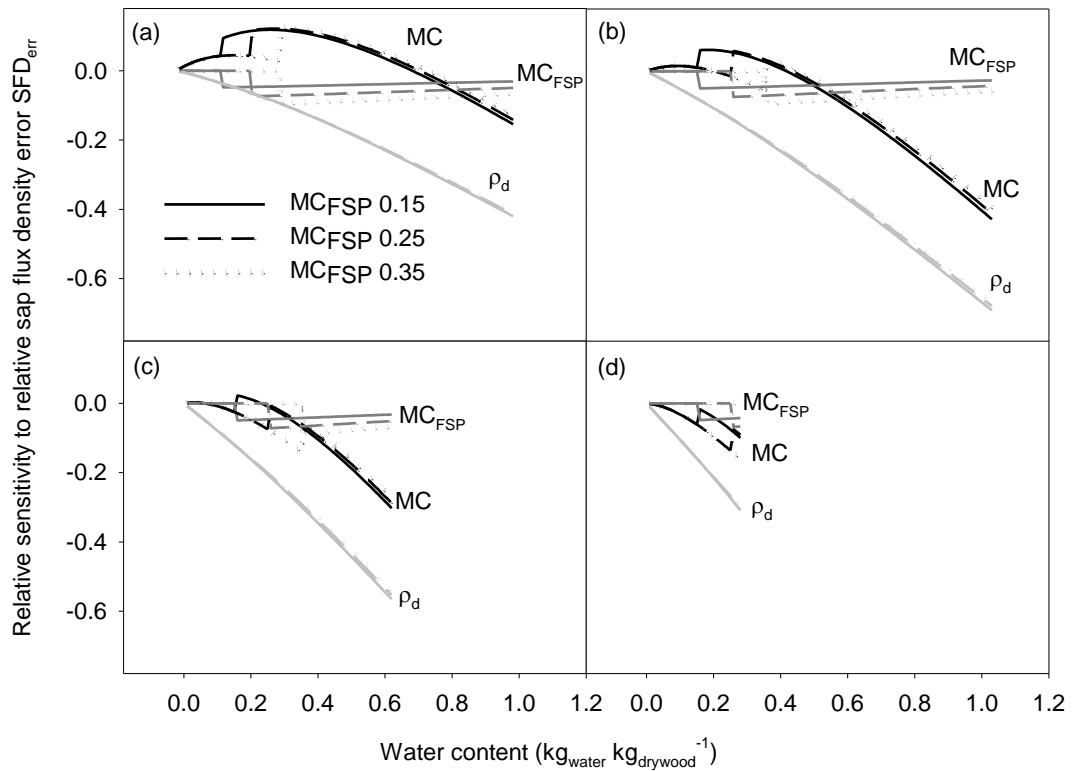 Relative sensitivity to relative sap flux density error SFD_err
(a)
MC
MC_FSP
ρ_d
MC_FSP 0.15
MC_FSP 0.25
MC_FSP 0.35
0.0
-0.2
-0.4
-0.6
(b)
MC_FSP
MC
ρ_d
(c)
MC_FSP
MC
ρ_d
0.0
-0.2
-0.4
-0.6
(d)
MC_FSP
MC
ρ_d
0.0 0.2 0.4 0.6 0.8 1.0 1.2
0.0 0.2 0.4 0.6 0.8 1.0 1.2
Water content (kg_water kg_drywood^-1)